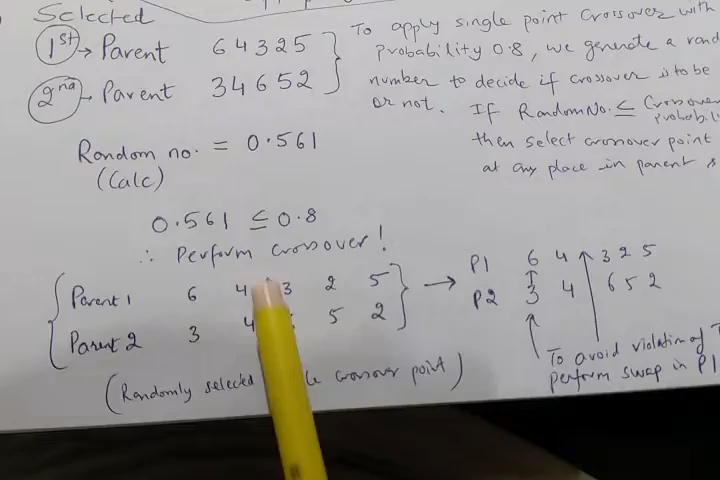 Selected
1st → Parent 6 4 3 2 5
2nd → Parent 3 4 6 5 2
To apply single point Crossover with
probability 0.8, we generate a
number to decide if crossover is to be
or not. If Random No. ≤
then select crossover point
at any place in parent
Random no. = 0.561
(Calc)
0.561 ≤ 0.8
∴ Perform crossover!
Parent 1 6 4 3 2 5
Parent 2 3 4 5 2
(Randomly selected crossover point)
→ P1 6 4 3 2 5
P2 3 4 6 5 2
To avoid violation of
perform swap in P1